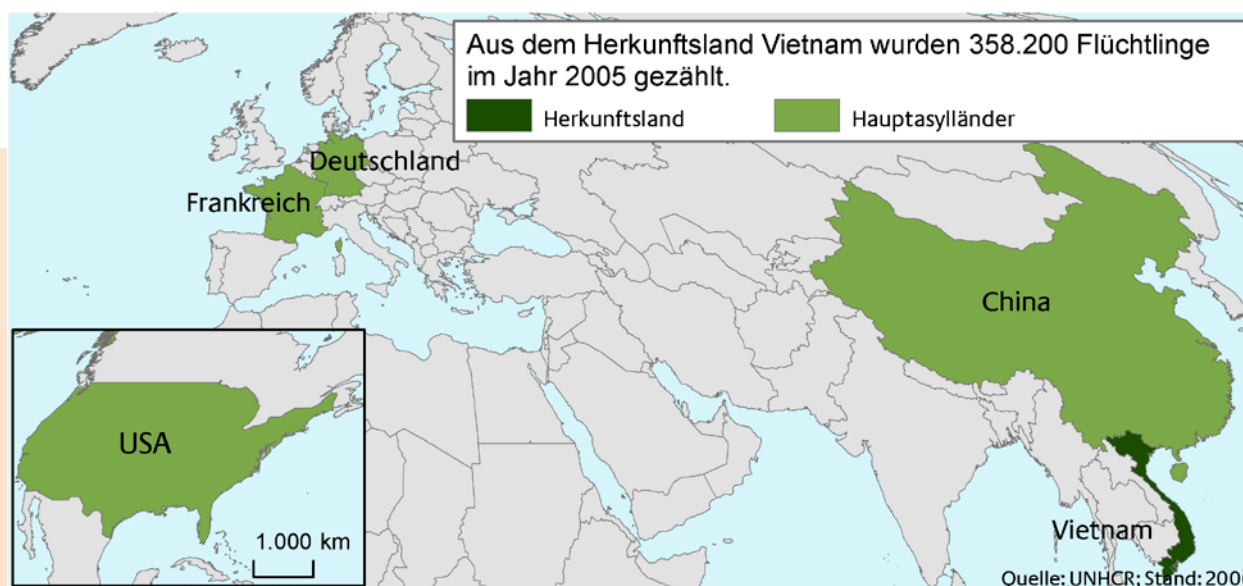 Aus dem Herkunftsland Vietnam wurden 358.200 Flüchtlinge
im Jahr 2005 gezählt.
Herkunftsland
Hauptasylländer
Deutschland
Frankreich
China
USA
1.000 km
Vietnam
Quelle: UNHCR; Stand: